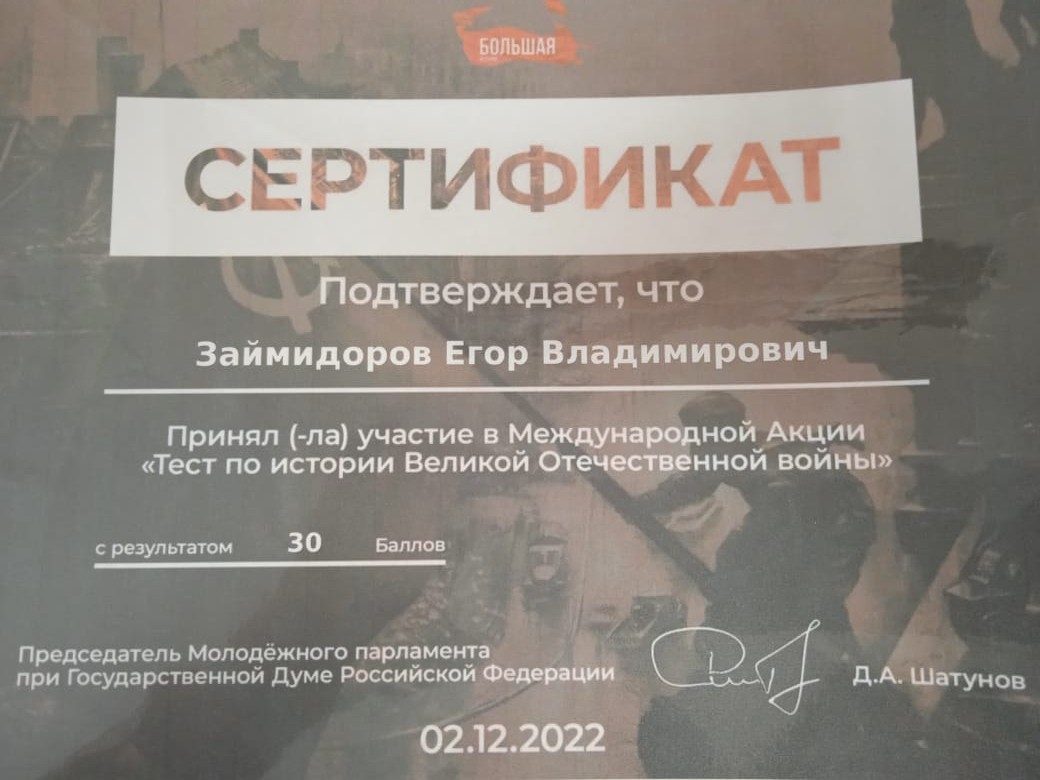 БОЛЬШАЯ
СЕРТИФИКАТ
Подтверждает, что
Займидоров Егор Владимирович
Принял (-ла) участие в Международной Акции
«Тест по истории Великой Отечественной войны»
с результатом 30 Баллов
Председатель Молодёжного парламента
при Государственной Думе Российской Федерации
Д.А. Шатунов
02.12.2022